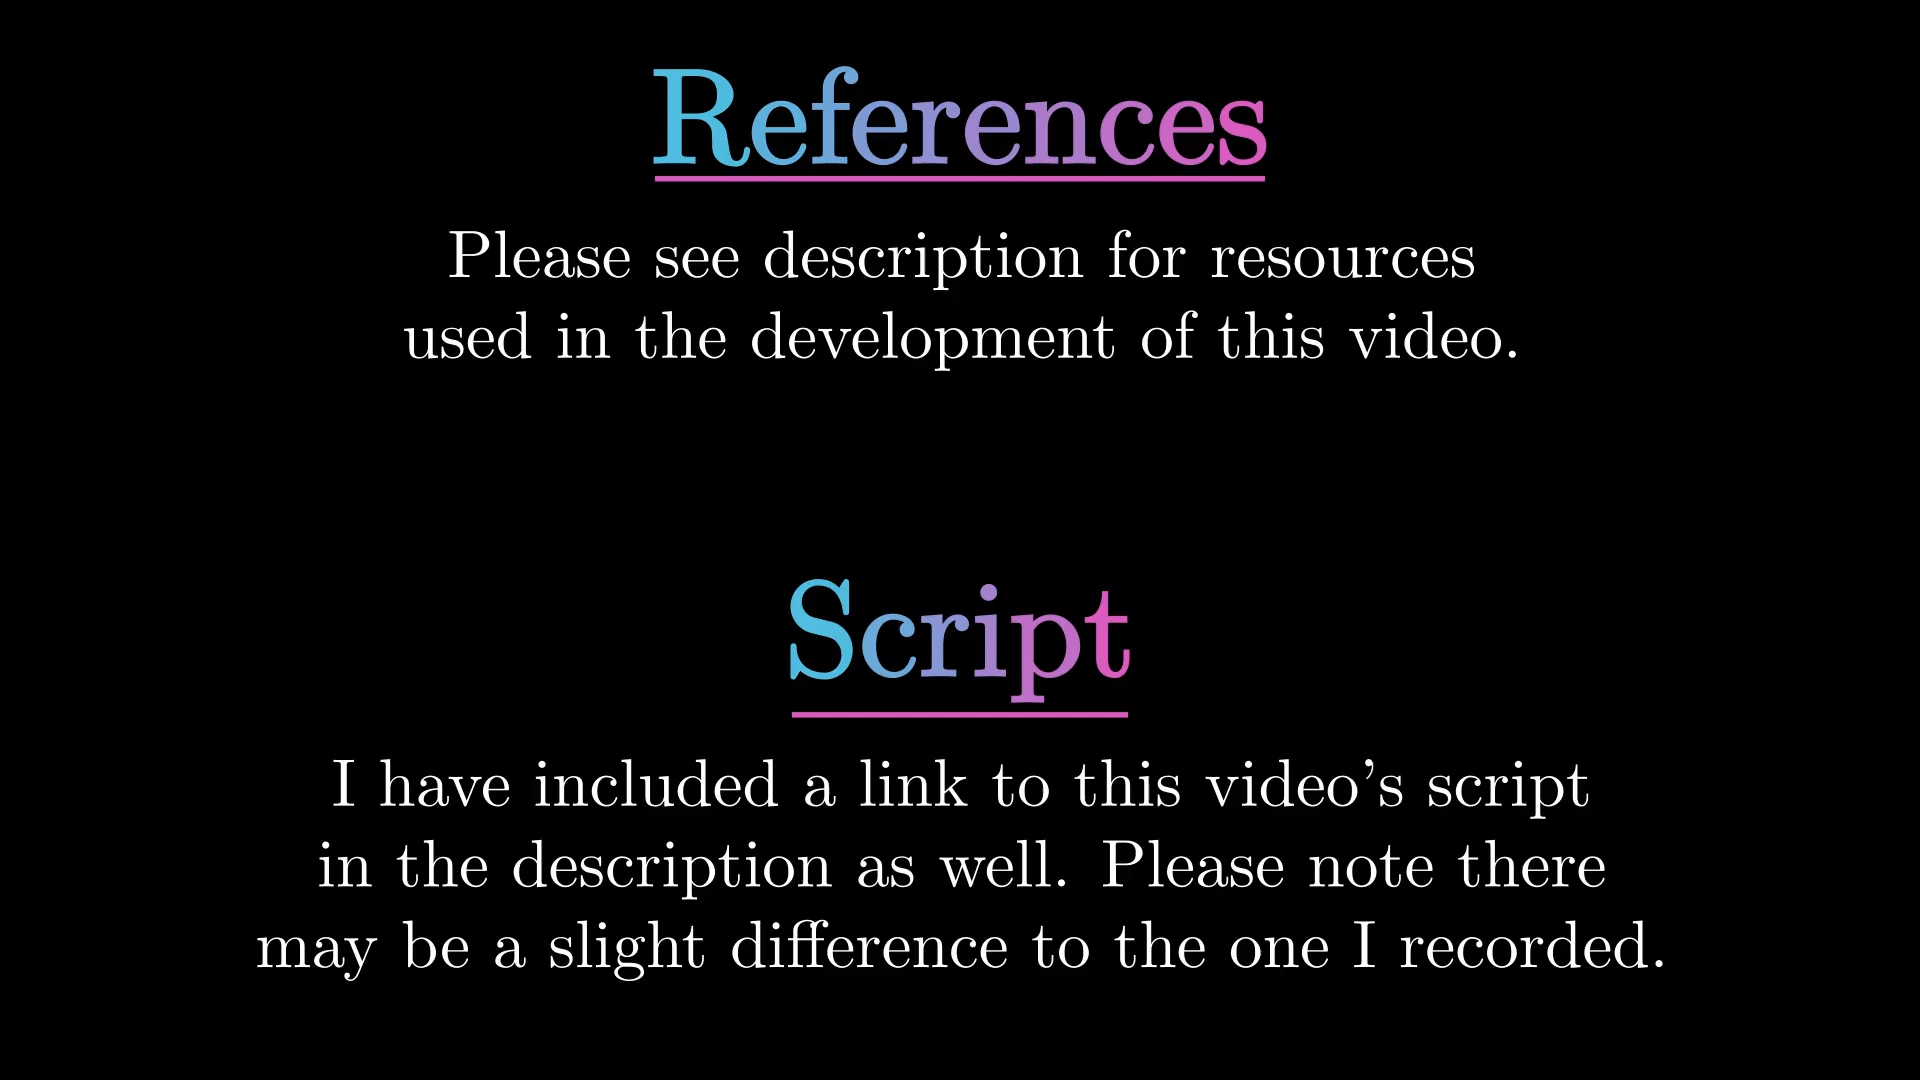 References
Please see description for resources
used in the development of this video.
Script
I have included a link to this video’s script
in the description as well. Please note there
may be a slight difference to the one I recorded.